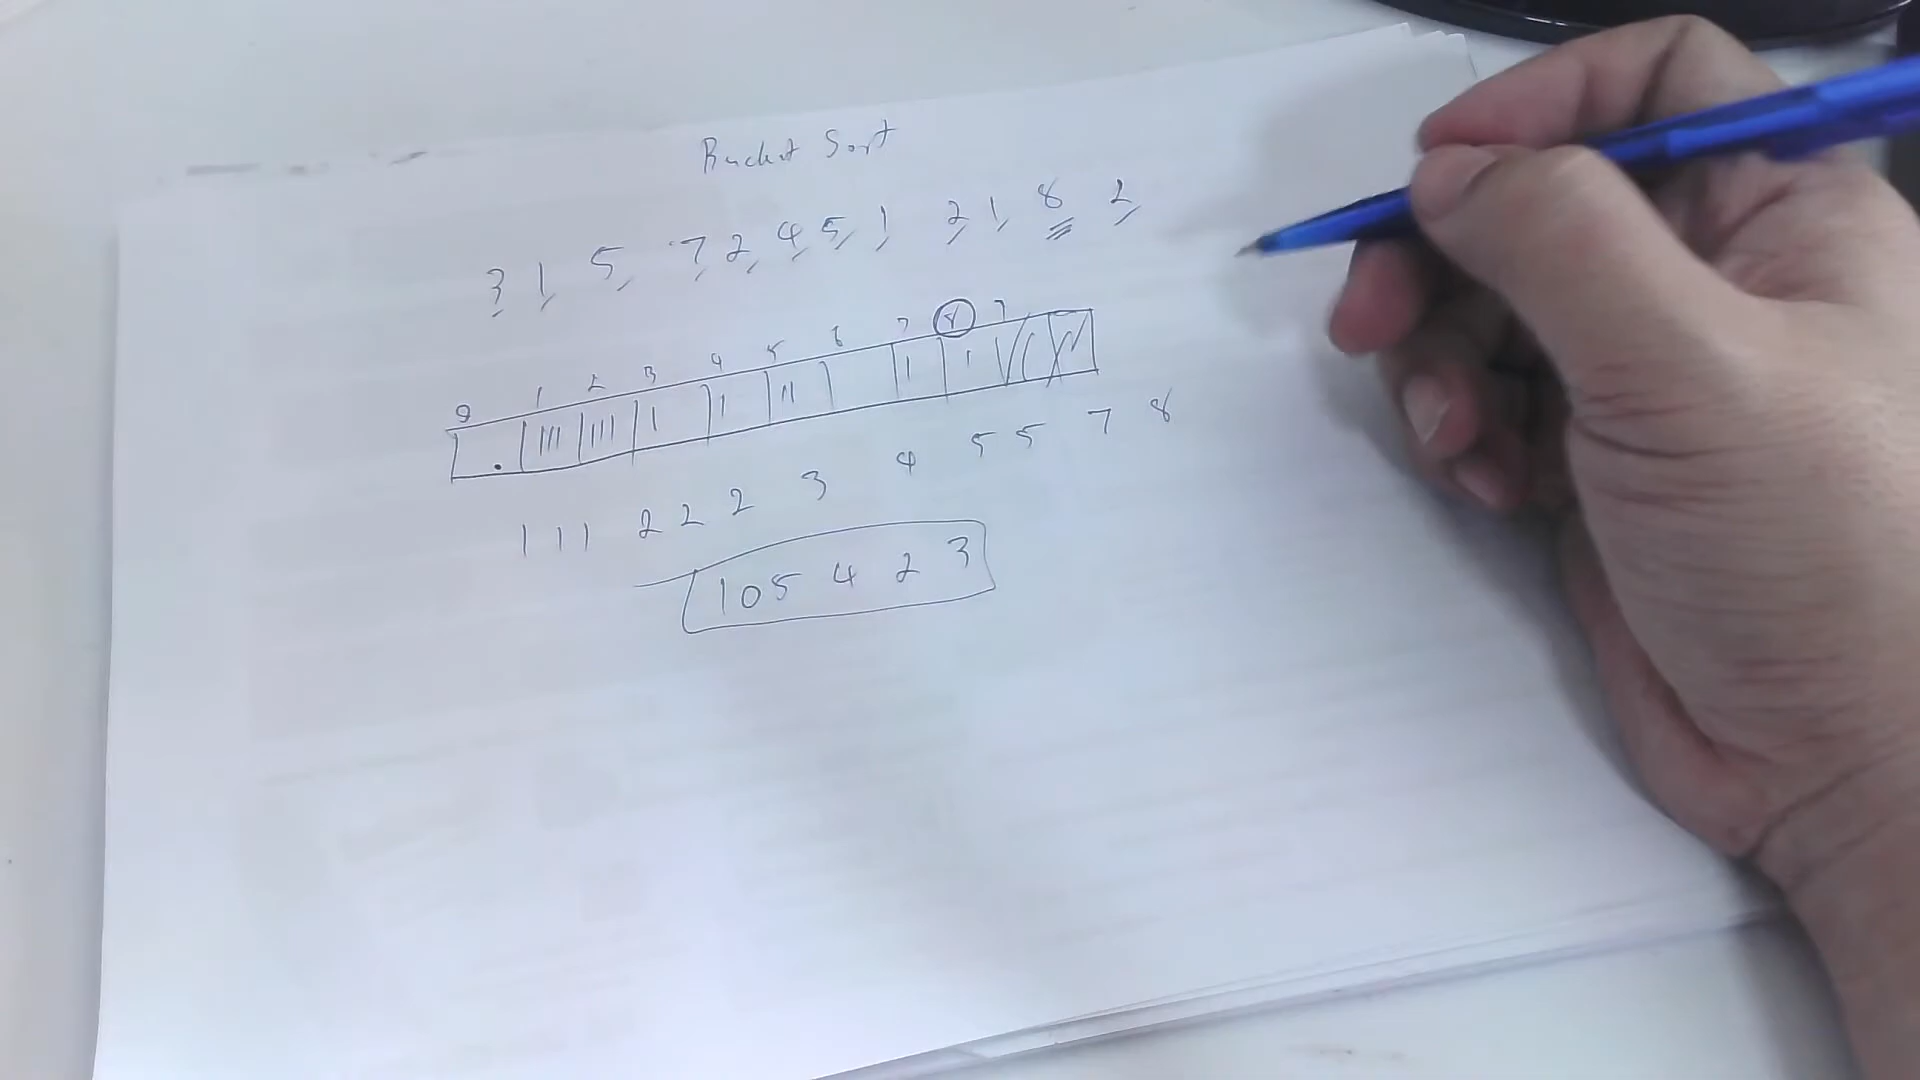 Bucket Sort
3 1 5 7 2 4 5 1 2 1 8 2
0 1 2 3 4 5 6 7 8
||| ||| | | || | |
1 1 1 2 2 2 3 4 5 5 7 8
105 4 2 3